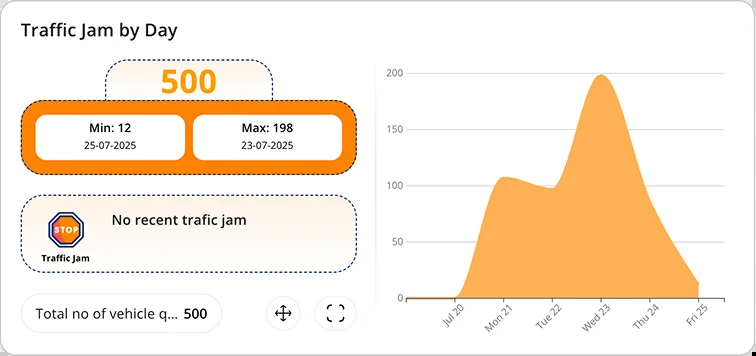 Traffic Jam by Day
500
Min: 12
25-07-2025
Max: 198
23-07-2025
STOP
Traffic Jam
No recent trafic jam
Total no of vehicle q... 500
200
150
100
50
0
Jul 20
Mon 21
Tue 22
Wed 23
Thu 24
Fri 25